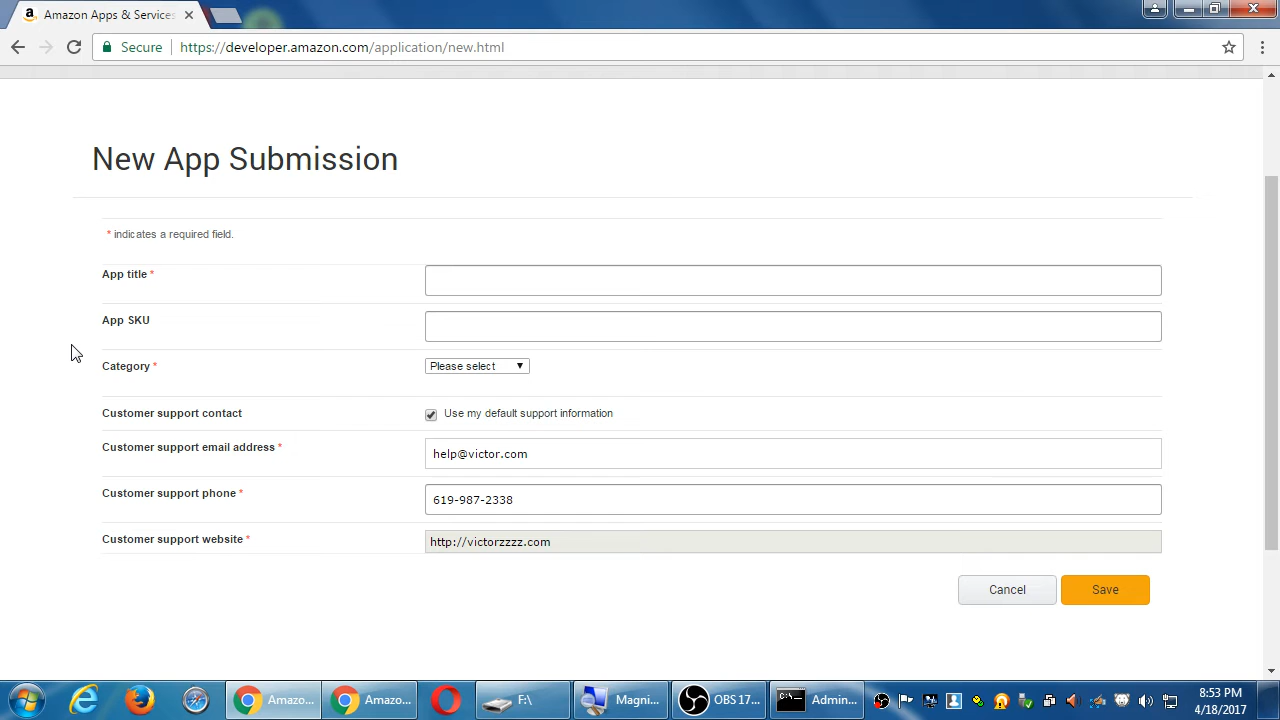 Amazon Apps & Services
Secure
https://developer.amazon.com/application/new.html
New App Submission
* indicates a required field.
App title *
App SKU
Category *
Please select
Customer support contact
Use my default support information
Customer support email address *
help@victor.com
Customer support phone *
619-987-2338
Customer support website *
http://victorzzzz.com
Cancel
Save
Amazo...
Amazo...
F:\
Magni...
OBS 17...
C:\.
Admin...
8:53 PM
4/18/2017